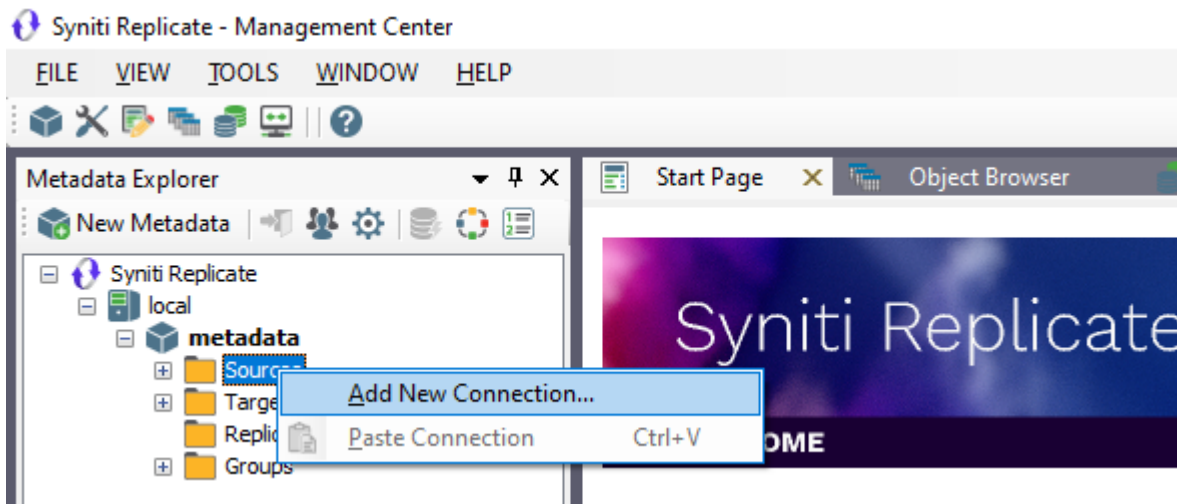 Syniti Replicate - Management Center
FILE VIEW TOOLS WINDOW HELP
Metadata Explorer
Start Page
Object Browser
New Metadata
Syniti Replicate
local
metadata
Add New Connection...
Paste Connection Ctrl+V
Groups
Syniti Replicate